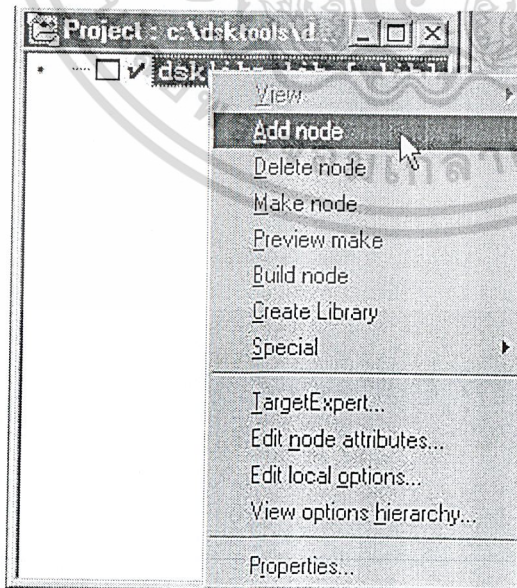 Project : c:\dsktools\d...
View
Add node
Delete node
Make node
Preview make
Build node
Create Library
Special
TargetExpert...
Edit node attributes...
Edit local options...
View options hierarchy...
Properties...